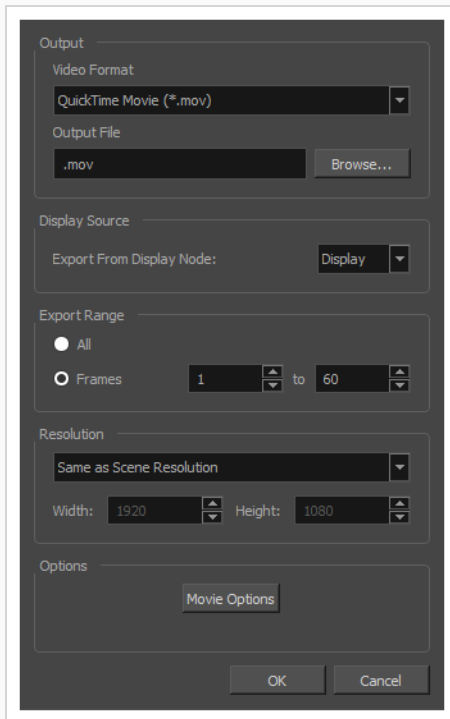 Output
Video Format
QuickTime Movie (*.mov)
Output File
.mov Browse...
Display Source
Export From Display Node: Display
Export Range
All
Frames 1 to 60
Resolution
Same as Scene Resolution
Width: 1920 Height: 1080
Options
Movie Options
OK Cancel